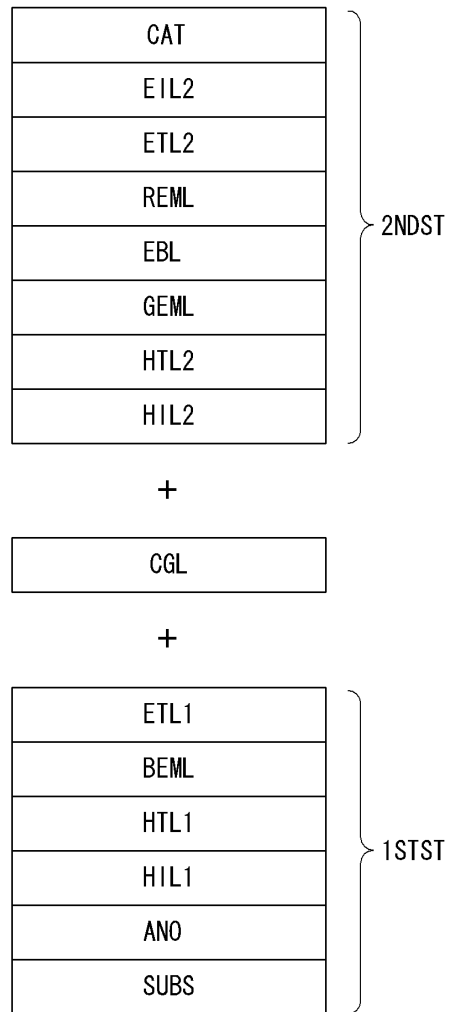 CAT
EIL2
ETL2
REML
EBL
GEML
HTL2
HIL2
2NDST
+
CGL
+
ETL1
BEML
HTL1
HIL1
ANO
SUBS
1STST